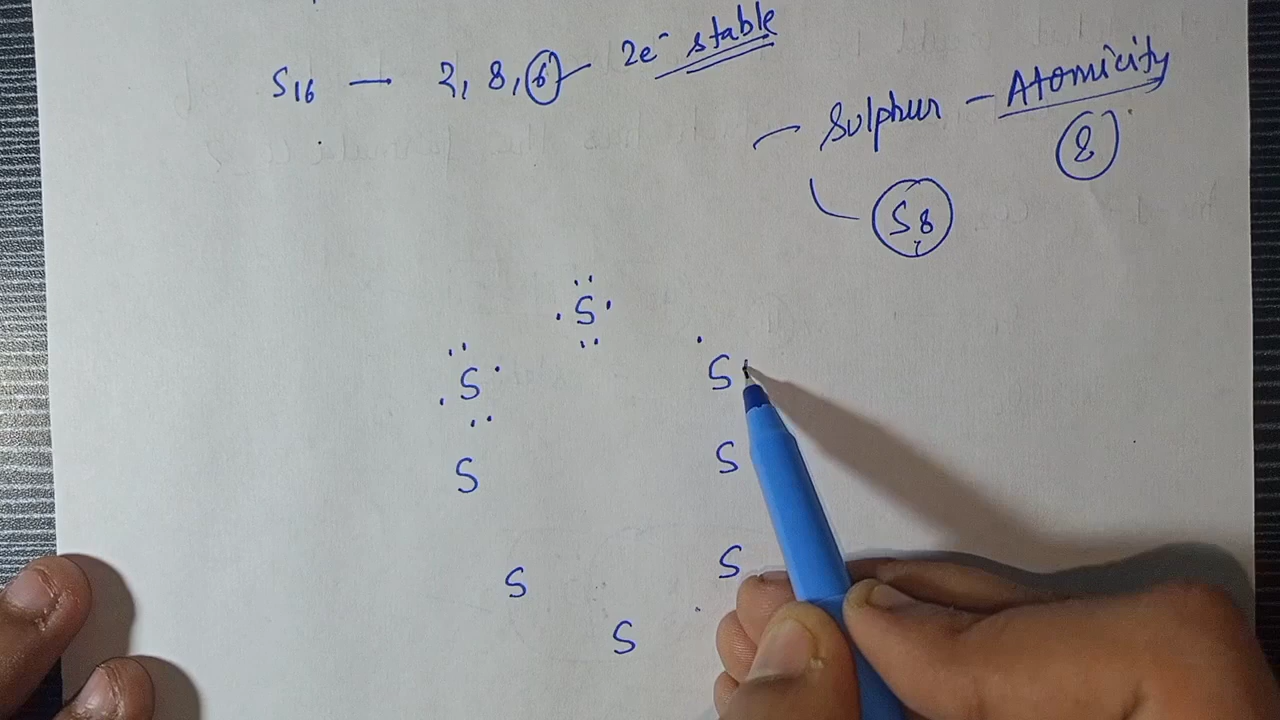 S16 — 2, 8, 6 — 2e⁻ stable
— Sulphur — Atomicity
8
S8
S
S
S
S
S
S
S
S